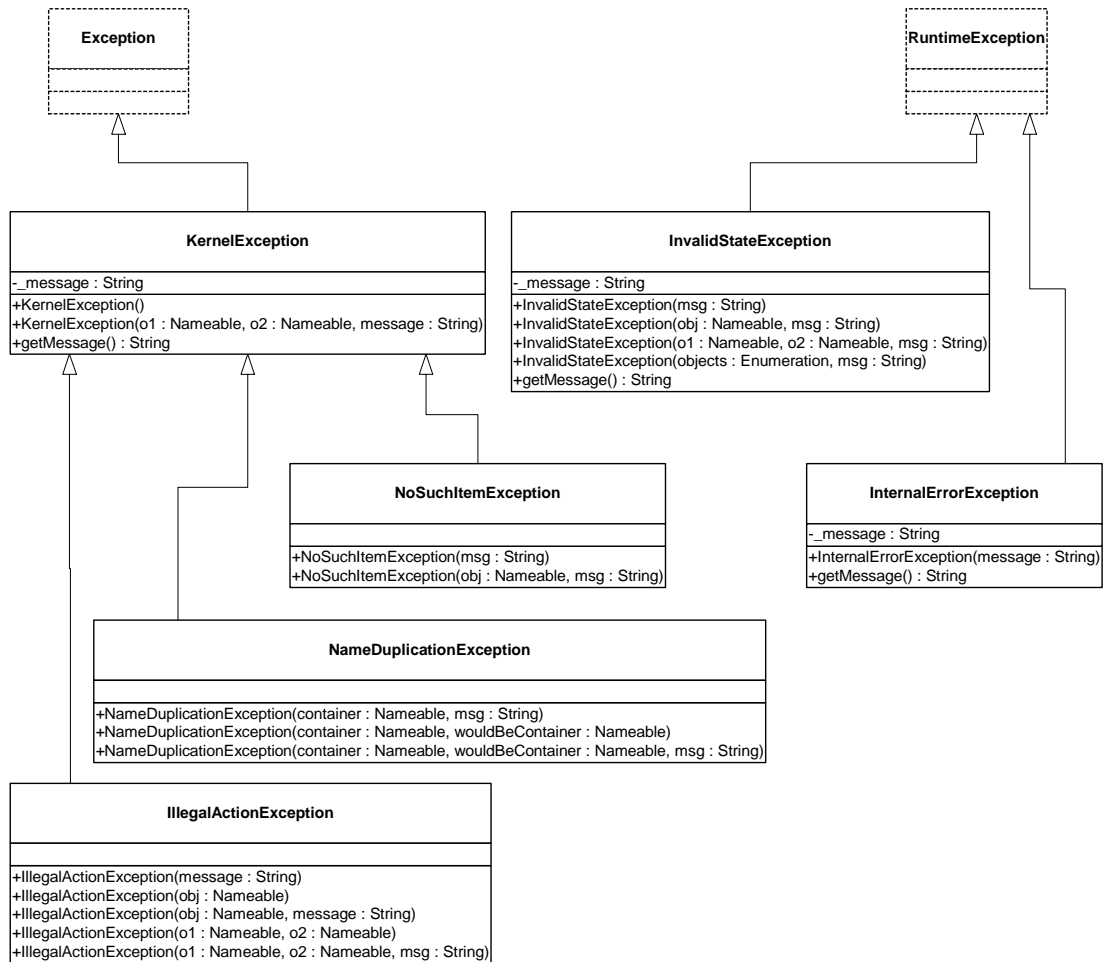 Exception
RuntimeException
KernelException
-_message : String
+KernelException()
+KernelException(o1 : Nameable, o2 : Nameable, message : String)
+getMessage() : String
InvalidStateException
-_message : String
+InvalidStateException(msg : String)
+InvalidStateException(obj : Nameable, msg : String)
+InvalidStateException(o1 : Nameable, o2 : Nameable, msg : String)
+InvalidStateException(objects : Enumeration, msg : String)
+getMessage() : String
NoSuchItemException
+NoSuchItemException(msg : String)
+NoSuchItemException(obj : Nameable, msg : String)
InternalErrorException
-_message : String
+InternalErrorException(message : String)
+getMessage() : String
NameDuplicationException
+NameDuplicationException(container : Nameable, msg : String)
+NameDuplicationException(container : Nameable, wouldBeContainer : Nameable)
+NameDuplicationException(container : Nameable, wouldBeContainer : Nameable, msg : String)
IllegalActionException
+IllegalActionException(message : String)
+IllegalActionException(obj : Nameable)
+IllegalActionException(obj : Nameable, message : String)
+IllegalActionException(o1 : Nameable, o2 : Nameable)
+IllegalActionException(o1 : Nameable, o2 : Nameable, msg : String)